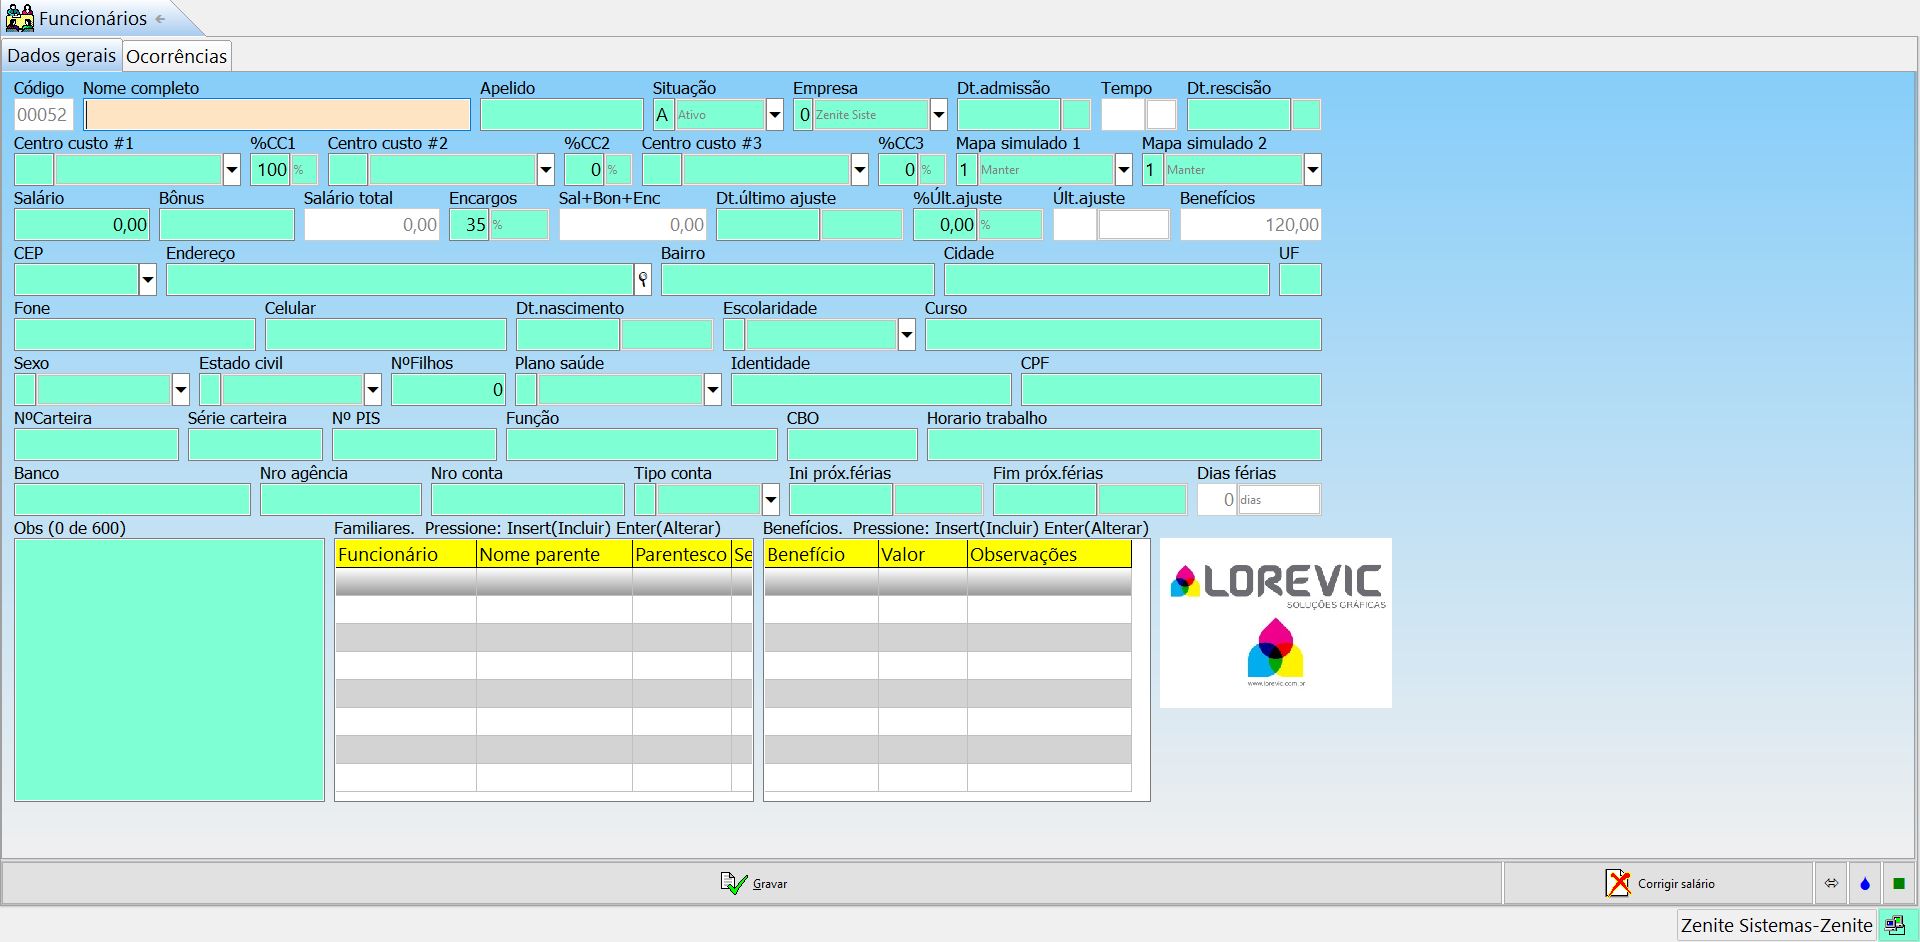 Funcionários
Dados gerais Ocorrências
Código Nome completo Apelido Situação Empresa Dt.admissão Tempo Dt.rescisão
00052 A Ativo 0 Zenite Siste
Centro custo #1 %CC1 Centro custo #2 %CC2 Centro custo #3 %CC3 Mapa simulado 1 Mapa simulado 2
100 % 0 % 0 % 1 Manter 1 Manter
Salário Bônus Salário total Encargos Sal+Bon+Enc Dt.último ajuste %Últ.ajuste Últ.ajuste Benefícios
0,00 0,00 35 % 0,00 0,00 % 120,00
CEP Endereço Bairro Cidade UF
Fone Celular Dt.nascimento Escolaridade Curso
Sexo Estado civil NºFilhos Plano saúde Identidade CPF
0
NºCarteira Série carteira Nº PIS Função CBO Horario trabalho
Banco Nro agência Nro conta Tipo conta Ini próx.férias Fim próx.férias Dias férias
0 dias
Obs (0 de 600) Familiares. Pressione: Insert(Incluir) Enter(Alterar) Benefícios. Pressione: Insert(Incluir) Enter(Alterar)
Funcionário Nome parente Parentesco Se Benefício Valor Observações
LOREVIC
SOLUÇÕES GRÁFICAS
www.lorevic.com.br
Gravar Corrigir salário
Zenite Sistemas-Zenite